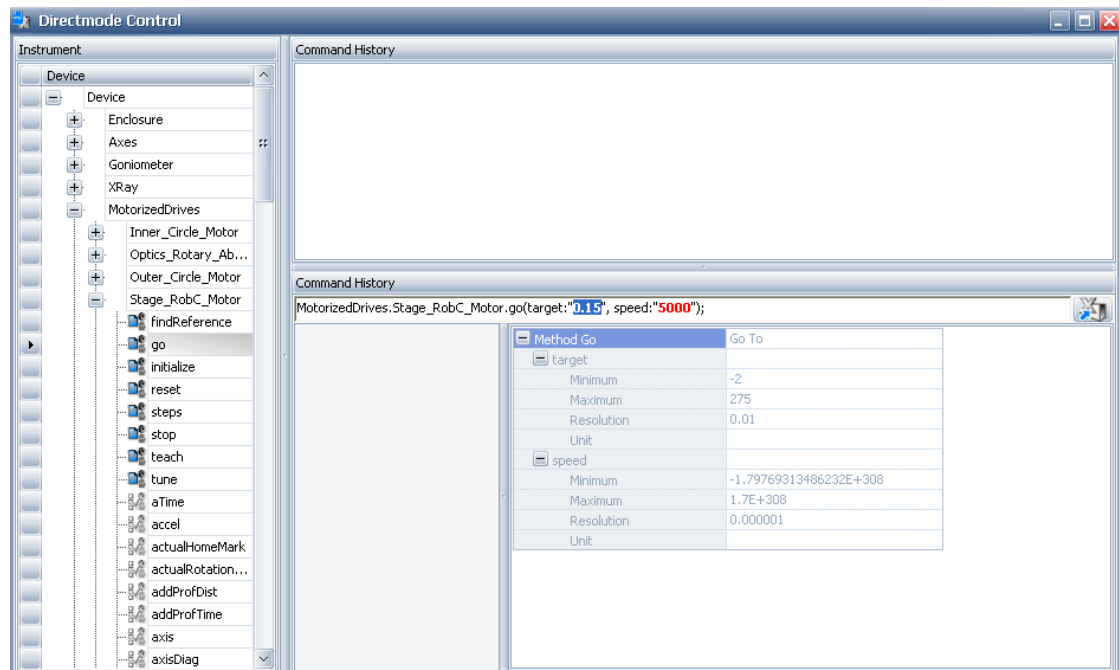 Directmode Control
Instrument
Device
Device
Enclosure
Axes
Goniometer
XRay
MotorizedDrives
Inner_Circle_Motor
Optics_Rotary_Ab...
Outer_Circle_Motor
Stage_RobC_Motor
findReference
go
initialize
reset
steps
stop
teach
tune
aTime
accel
actualHomeMark
actualRotation...
addProfDist
addProfTime
axis
axisDiag
Command History
Command History
MotorizedDrives.Stage_RobC_Motor.go(target:"0.15", speed:"5000");
Method Go Go To
target
Minimum -2
Maximum 275
Resolution 0.01
Unit
speed
Minimum -1.79769313486232E+308
Maximum 1.7E+308
Resolution 0.000001
Unit